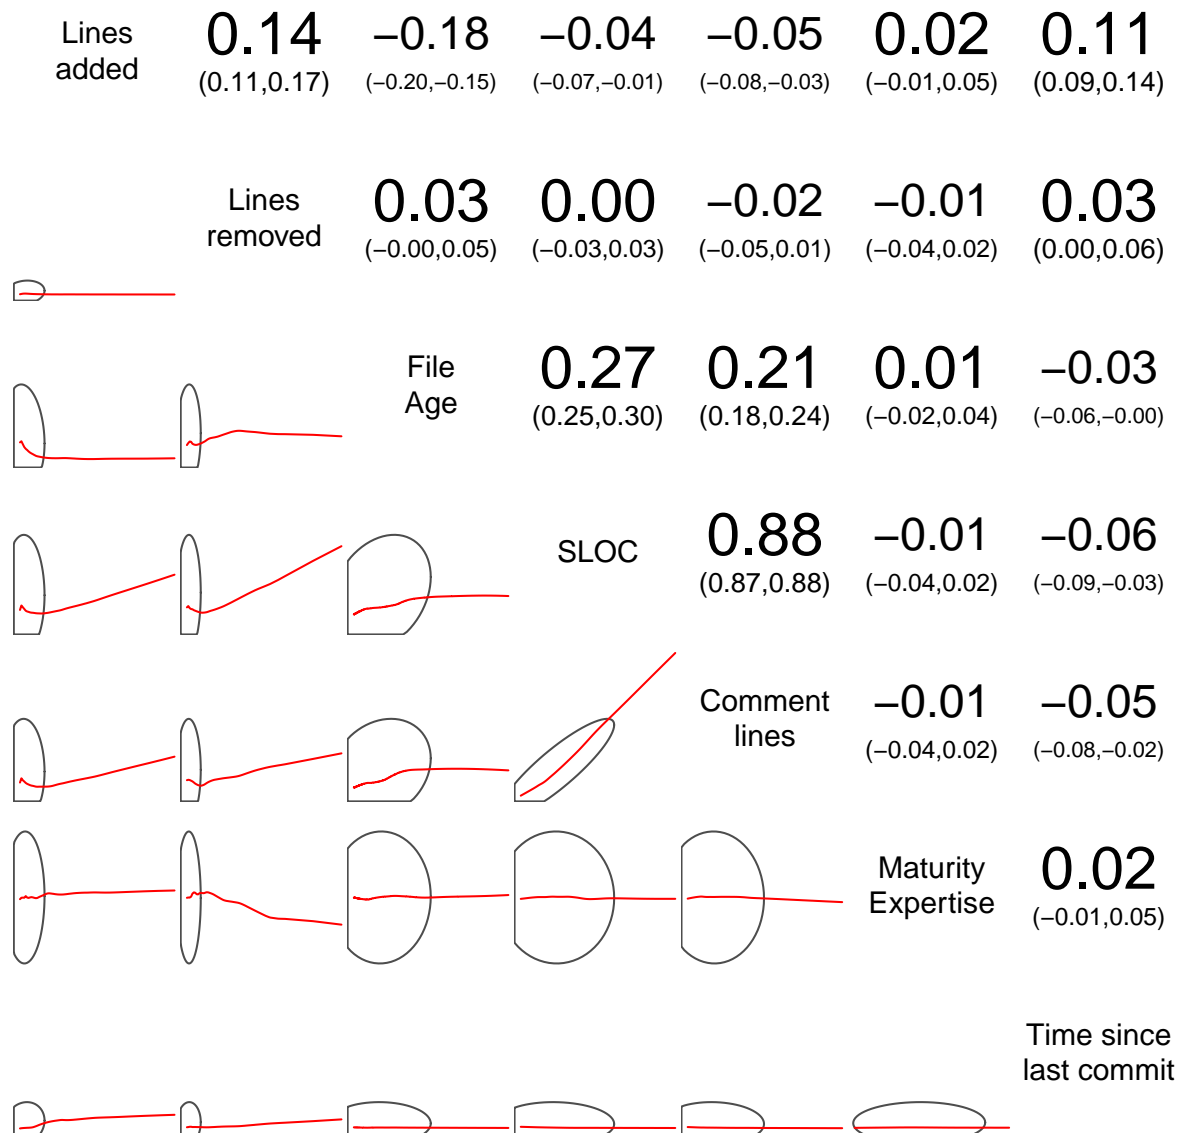 Lines
added
0.14 −0.18 −0.04 −0.05 0.02 0.11
(0.11,0.17) (−0.20,−0.15) (−0.07,−0.01) (−0.08,−0.03) (−0.01,0.05) (0.09,0.14)
Lines
removed
0.03 0.00 −0.02 −0.01 0.03
(−0.00,0.05) (−0.03,0.03) (−0.05,0.01) (−0.04,0.02) (0.00,0.06)
File
Age
0.27 0.21 0.01 −0.03
(0.25,0.30) (0.18,0.24) (−0.02,0.04) (−0.06,−0.00)
SLOC
0.88 −0.01 −0.06
(0.87,0.88) (−0.04,0.02) (−0.09,−0.03)
Comment
lines
−0.01 −0.05
(−0.04,0.02) (−0.08,−0.02)
Maturity
Expertise
0.02
(−0.01,0.05)
Time since
last commit